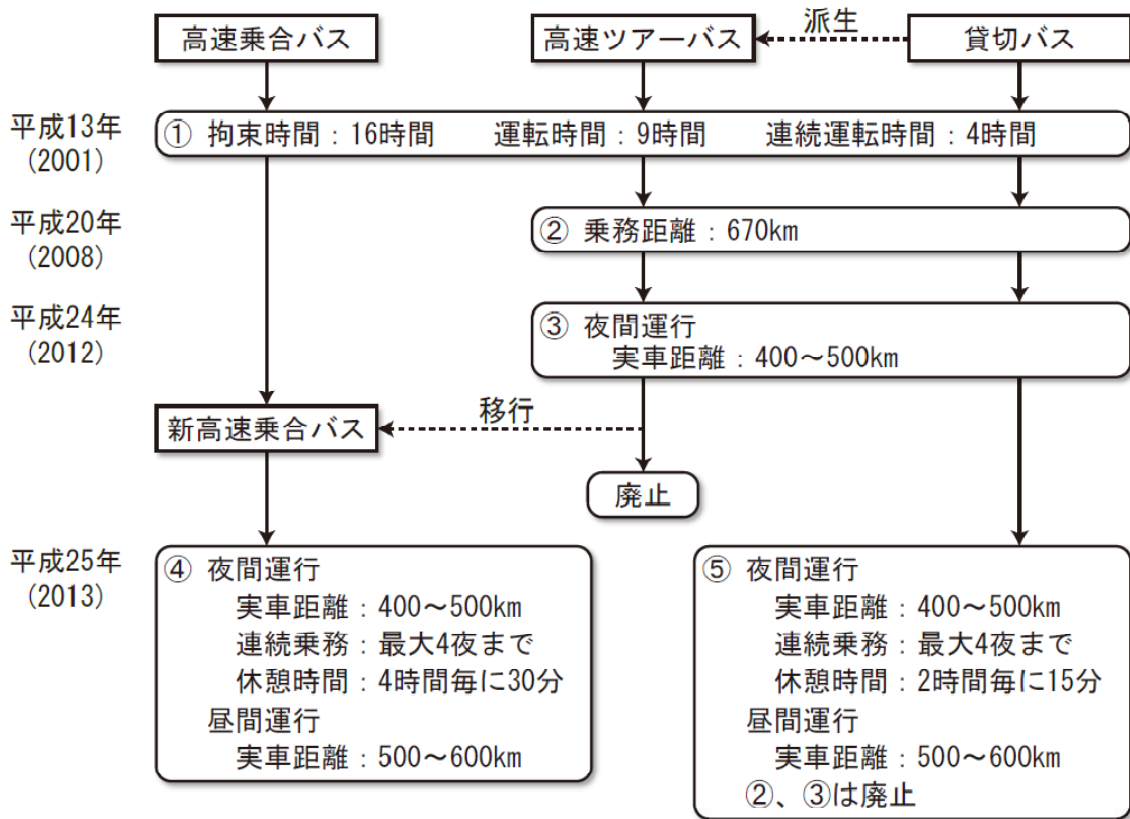 高速乗合バス
高速ツアーバス
派生
貸切バス
平成13年
(2001)
① 拘束時間：16時間　運転時間：9時間　連続運転時間：4時間
平成20年
(2008)
② 乗務距離：670km
平成24年
(2012)
③ 夜間運行
実車距離：400～500km
新高速乗合バス
移行
廃止
平成25年
(2013)
④ 夜間運行
実車距離：400～500km
連続乗務：最大4夜まで
休憩時間：4時間毎に30分
昼間運行
実車距離：500～600km
⑤ 夜間運行
実車距離：400～500km
連続乗務：最大4夜まで
休憩時間：2時間毎に15分
昼間運行
実車距離：500～600km
②、③は廃止